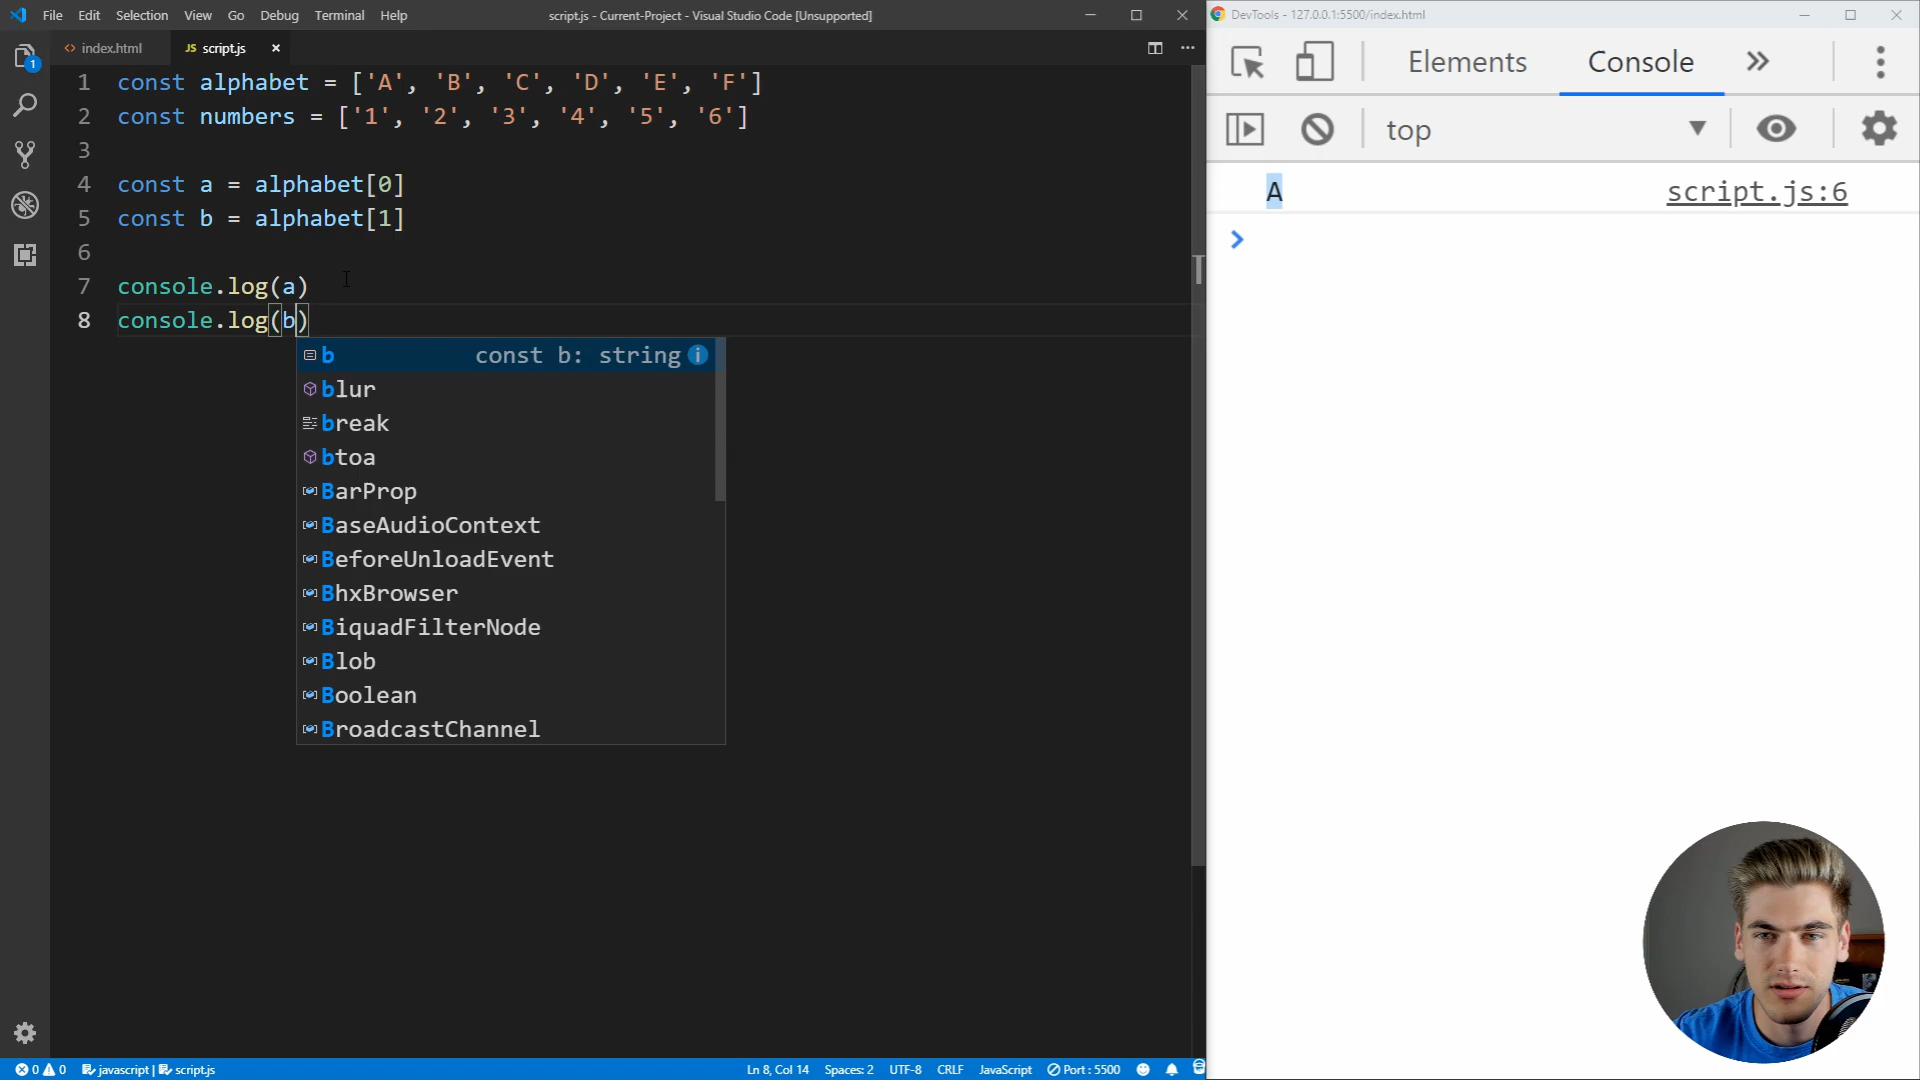 File Edit Selection View Go Debug Terminal Help
script.js - Current-Project - Visual Studio Code [Unsupported]
DevTools - 127.0.0.1:5500/index.html
index.html
JS script.js
Elements
Console
top
1 const alphabet = ['A', 'B', 'C', 'D', 'E', 'F']
2 const numbers = ['1', '2', '3', '4', '5', '6']
3
4 const a = alphabet[0]
5 const b = alphabet[1]
6
7 console.log(a)
8 console.log(b)
b const b: string
blur
break
btoa
BarProp
BaseAudioContext
BeforeUnloadEvent
BhxBrowser
BiquadFilterNode
Blob
Boolean
BroadcastChannel
A script.js:6
1
0 0 javascript | script.js
Ln 8, Col 14 Spaces: 2 UTF-8 CRLF JavaScript Port : 5500